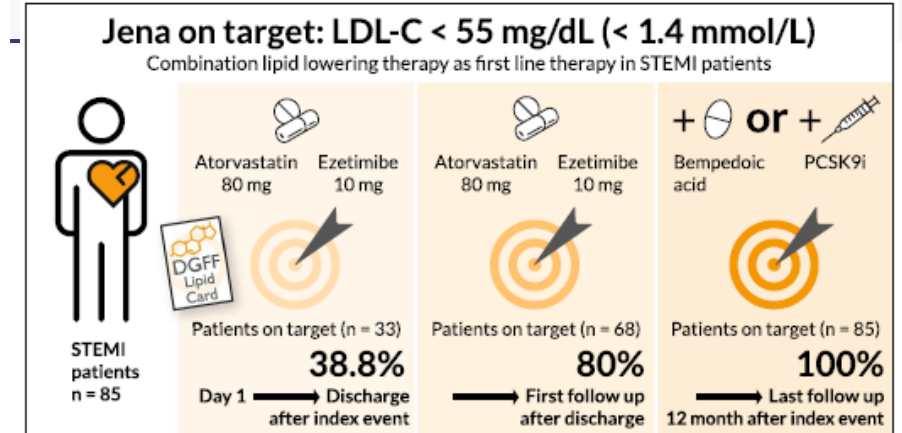 Jena on target: LDL-C < 55 mg/dL (< 1.4 mmol/L)
Combination lipid lowering therapy as first line therapy in STEMI patients
STEMI
patients
n = 85
DGFF
Lipid
Card
Atorvastatin Ezetimibe
80 mg 10 mg
Patients on target (n = 33)
38.8%
Day 1 Discharge
after index event
Atorvastatin Ezetimibe
80 mg 10 mg
Patients on target (n = 68)
80%
First follow up
after discharge
+ or +
Bempedoic PCSK9i
acid
Patients on target (n = 85)
100%
Last follow up
12 month after index event